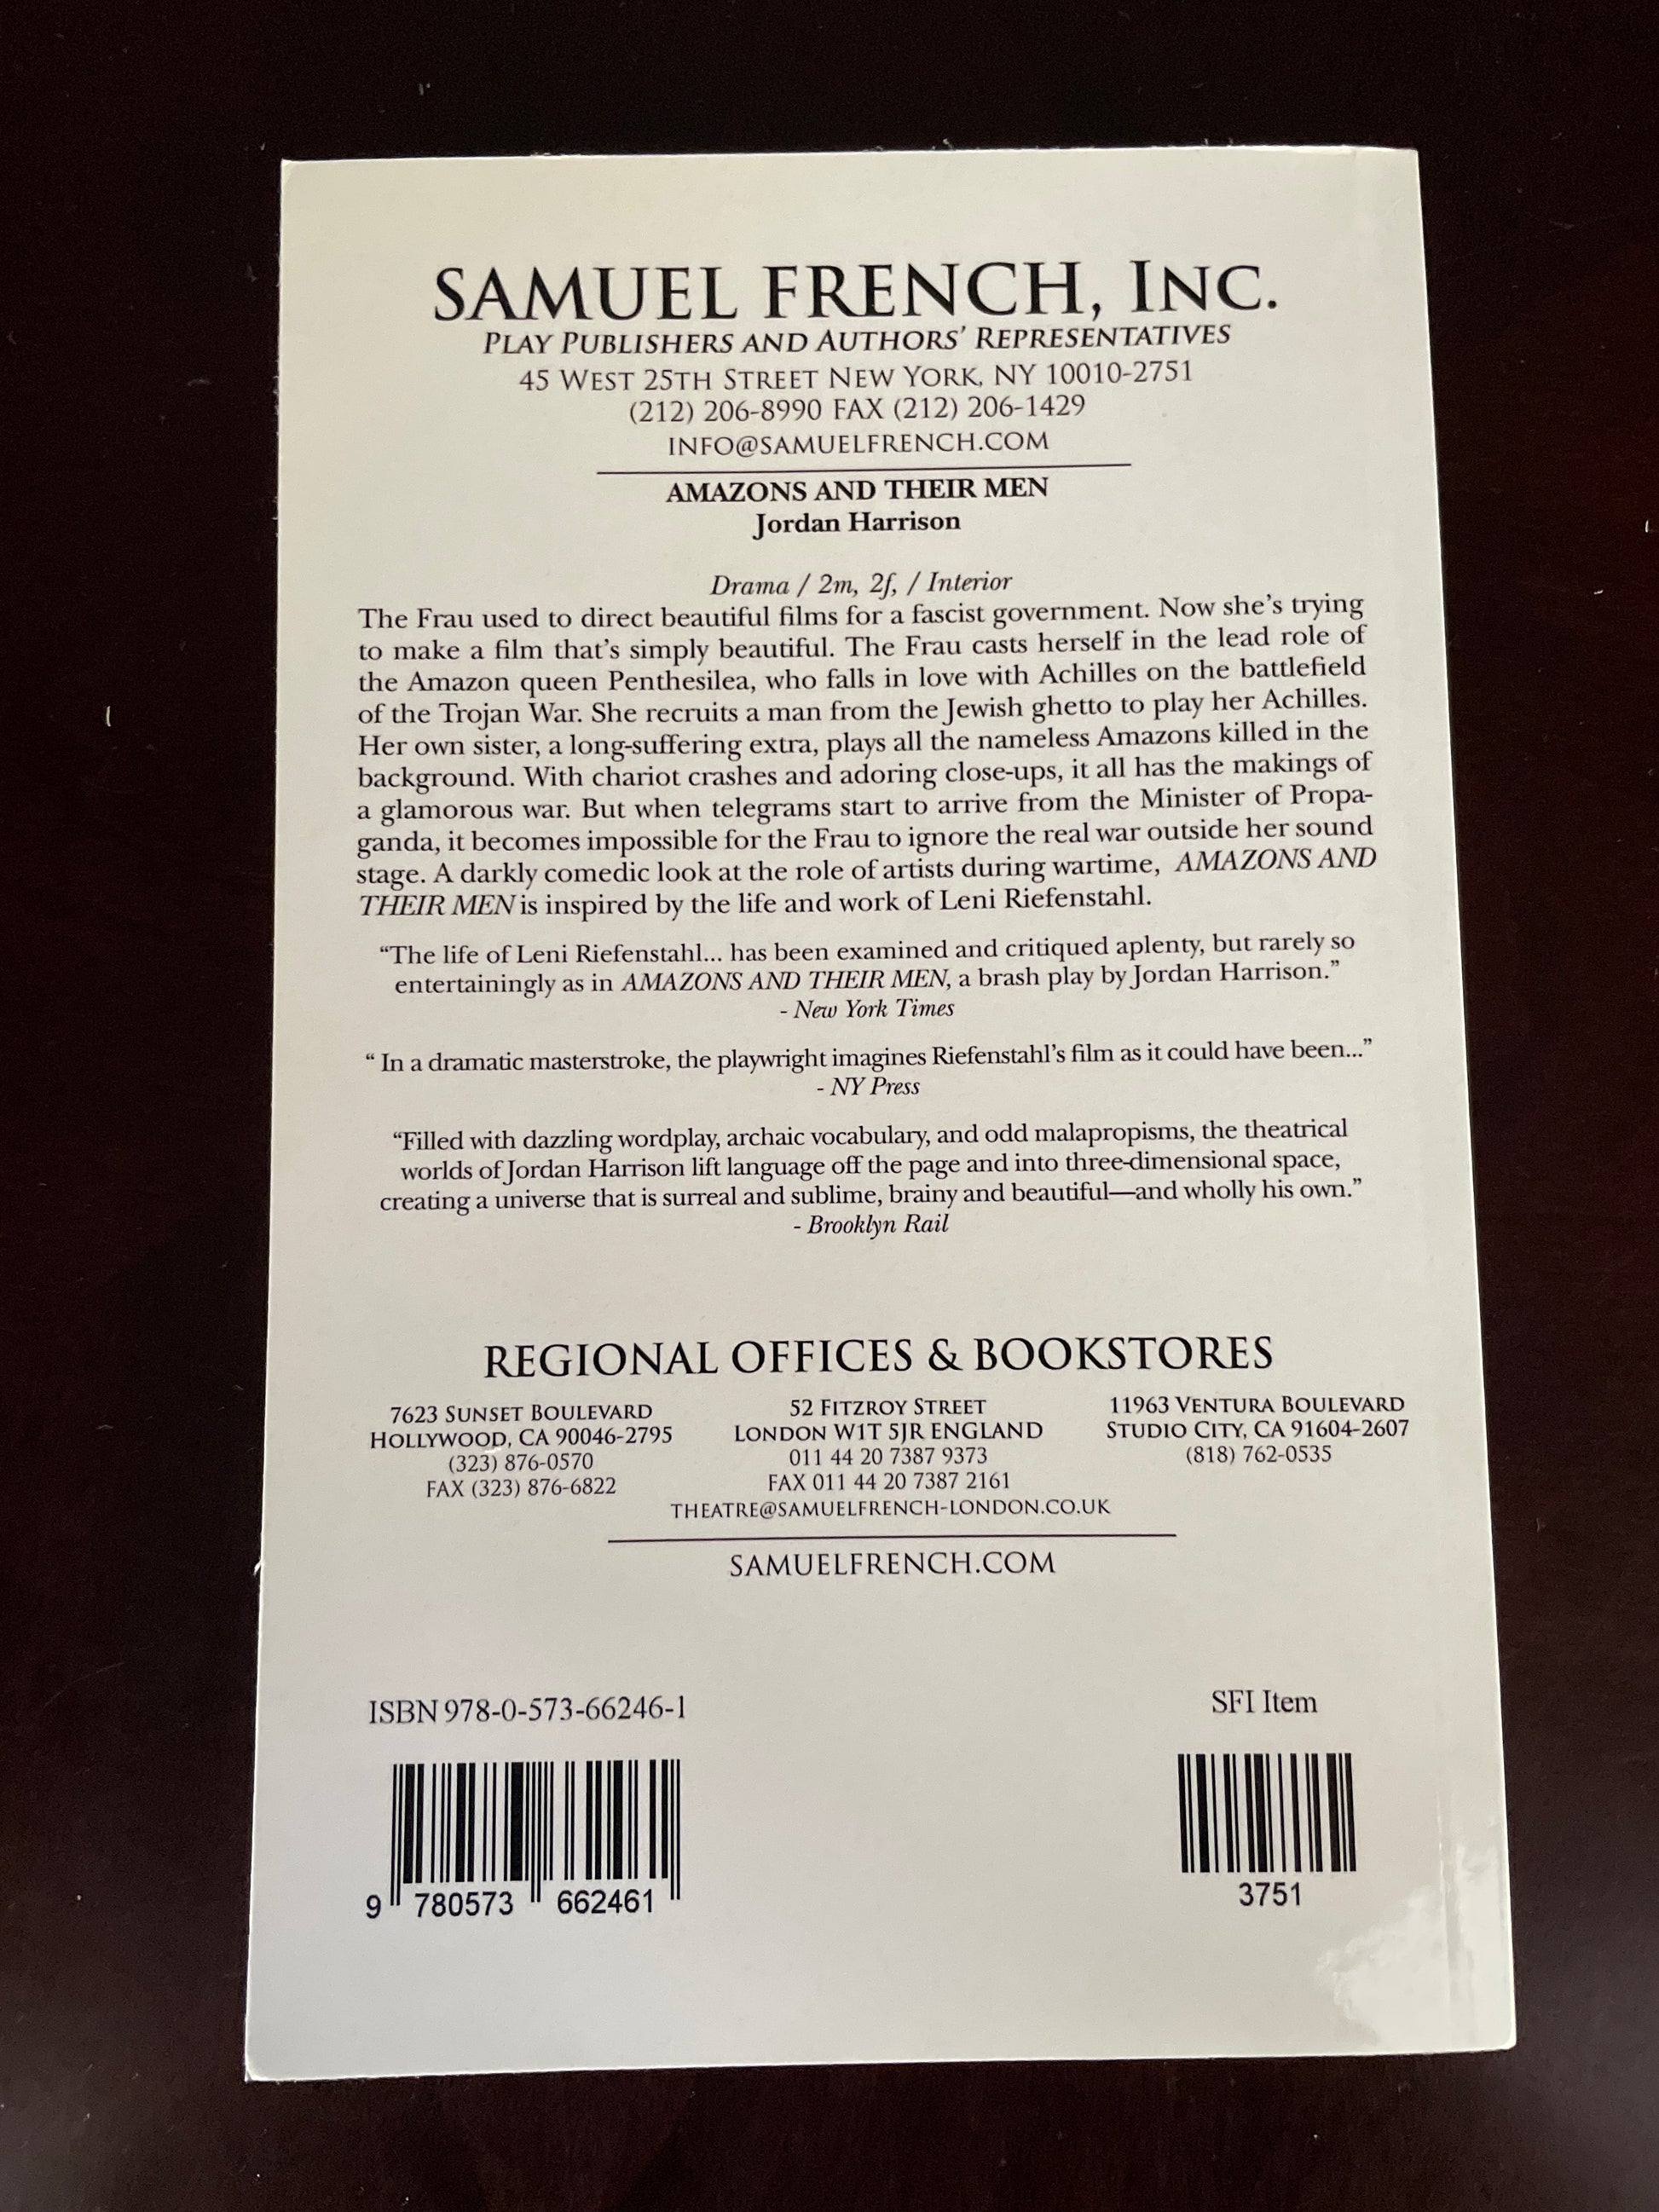 SAMUEL FRENCH, INC.
PLAY PUBLISHERS AND AUTHORS' REPRESENTATIVES
45 WEST 25TH STREET NEW YORK, NY 10010-2751
(212) 206-8990 FAX (212) 206-1429
INFO@SAMUELFRENCH.COM
AMAZONS AND THEIR MEN
Jordan Harrison
Drama / 2m, 2f, / Interior
The Frau used to direct beautiful films for a fascist government. Now she's trying
to make a film that's simply beautiful. The Frau casts herself in the lead role of
the Amazon queen Penthesilea, who falls in love with Achilles on the battlefield
of the Trojan War. She recruits a man from the Jewish ghetto to play her Achilles.
Her own sister, a long-suffering extra, plays all the nameless Amazons killed in the
background. With chariot crashes and adoring close-ups, it all has the makings of
a glamorous war. But when telegrams start to arrive from the Minister of Propa-
ganda, it becomes impossible for the Frau to ignore the real war outside her sound
stage. A darkly comedic look at the role of artists during wartime, AMAZONS AND
THEIR MEN is inspired by the life and work of Leni Riefenstahl.
“The life of Leni Riefenstahl... has been examined and critiqued aplenty, but rarely so
entertainingly as in AMAZONS AND THEIR MEN, a brash play by Jordan Harrison.”
- New York Times
“ In a dramatic masterstroke, the playwright imagines Riefenstahl's film as it could have been...”
- NY Press
“Filled with dazzling wordplay, archaic vocabulary, and odd malapropisms, the theatrical
worlds of Jordan Harrison lift language off the page and into three-dimensional space,
creating a universe that is surreal and sublime, brainy and beautiful—and wholly his own.”
- Brooklyn Rail
REGIONAL OFFICES & BOOKSTORES
7623 SUNSET BOULEVARD
HOLLYWOOD, CA 90046-2795
(323) 876-0570
FAX (323) 876-6822
52 FITZROY STREET
LONDON W1T 5JR ENGLAND
011 44 20 7387 9373
FAX 011 44 20 7387 2161
THEATRE@SAMUELFRENCH-LONDON.CO.UK
11963 VENTURA BOULEVARD
STUDIO CITY, CA 91604-2607
(818) 762-0535
SAMUELFRENCH.COM
ISBN 978-0-573-66246-1
9 780573 662461
SFI Item
3751